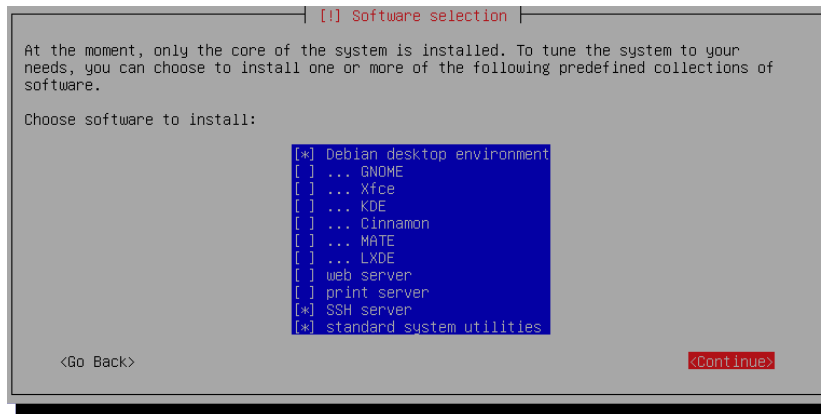 [!] Software selection
At the moment, only the core of the system is installed. To tune the system to your
needs, you can choose to install one or more of the following predefined collections of
software.
Choose software to install:
[*] Debian desktop environment
[ ] ... GNOME
[ ] ... Xfce
[ ] ... KDE
[ ] ... Cinnamon
[ ] ... MATE
[ ] ... LXDE
[ ] web server
[ ] print server
[*] SSH server
[*] standard system utilities
<Go Back> <Continue>